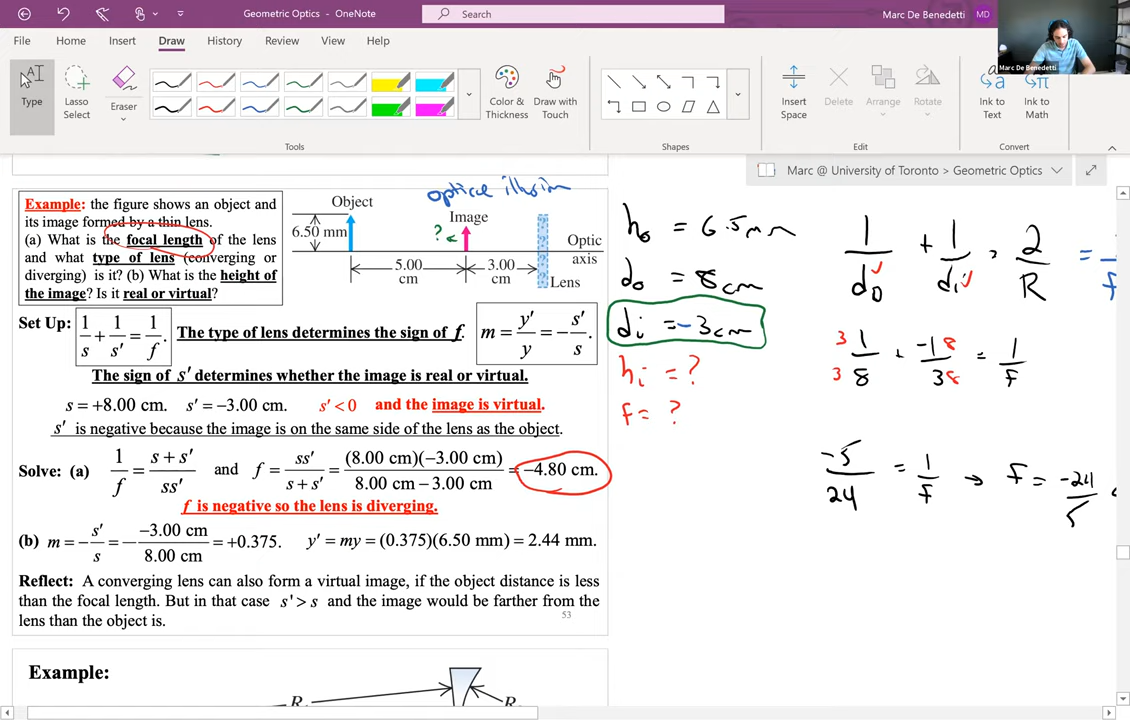 Geometric Optics - OneNote
Search
Marc De Benedetti
MD
File
Home
Insert
Draw
History
Review
View
Help
Type
Lasso Select
Eraser
Color & Thickness
Draw with Touch
Insert Space
Delete
Arrange
Rotate
Ink to Text
Ink to Math
Tools
Shapes
Edit
Convert
Marc De Benedetti
Marc @ University of Toronto > Geometric Optics
Example: the figure shows an object and
its image formed by a thin lens.
(a) What is the focal length of the lens
and what type of lens (converging or
diverging) is it? (b) What is the height of
the image? Is it real or virtual?
optical illusion
Object
Image
6.50 mm
?
Optic
axis
5.00
cm
3.00
cm
Lens
Set Up: 1/s + 1/s′ = 1/f. The type of lens determines the sign of f. m = y′/y = −s′/s.
The sign of s′ determines whether the image is real or virtual.
s = +8.00 cm. s′ = −3.00 cm. s′ < 0 and the image is virtual.
s′ is negative because the image is on the same side of the lens as the object.
Solve: (a) 1/f = (s + s′)/ss′ and f = ss′/(s + s′) = (8.00 cm)(−3.00 cm)/(8.00 cm − 3.00 cm) = −4.80 cm.
f is negative so the lens is diverging.
(b) m = −s′/s = −(−3.00 cm)/(8.00 cm) = +0.375. y′ = my = (0.375)(6.50 mm) = 2.44 mm.
Reflect: A converging lens can also form a virtual image, if the object distance is less
than the focal length. But in that case s' > s and the image would be farther from the
lens than the object is.
53
Example:
R
R
ho = 6.5mm
do = 8cm
di = -3cm
hi = ?
f = ?
1/do + 1/di = 2/R =
3 1/3 8 + -1 8/3 8 = 1/f
-5/24 = 1/f → f = -24/5